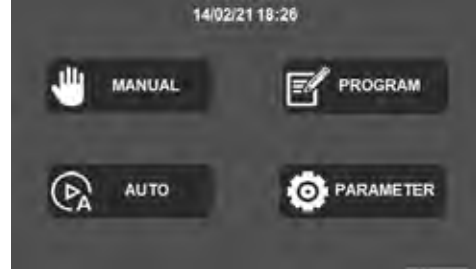 14/02/21 18:26
MANUAL
PROGRAM
A
AUTO
PARAMETER